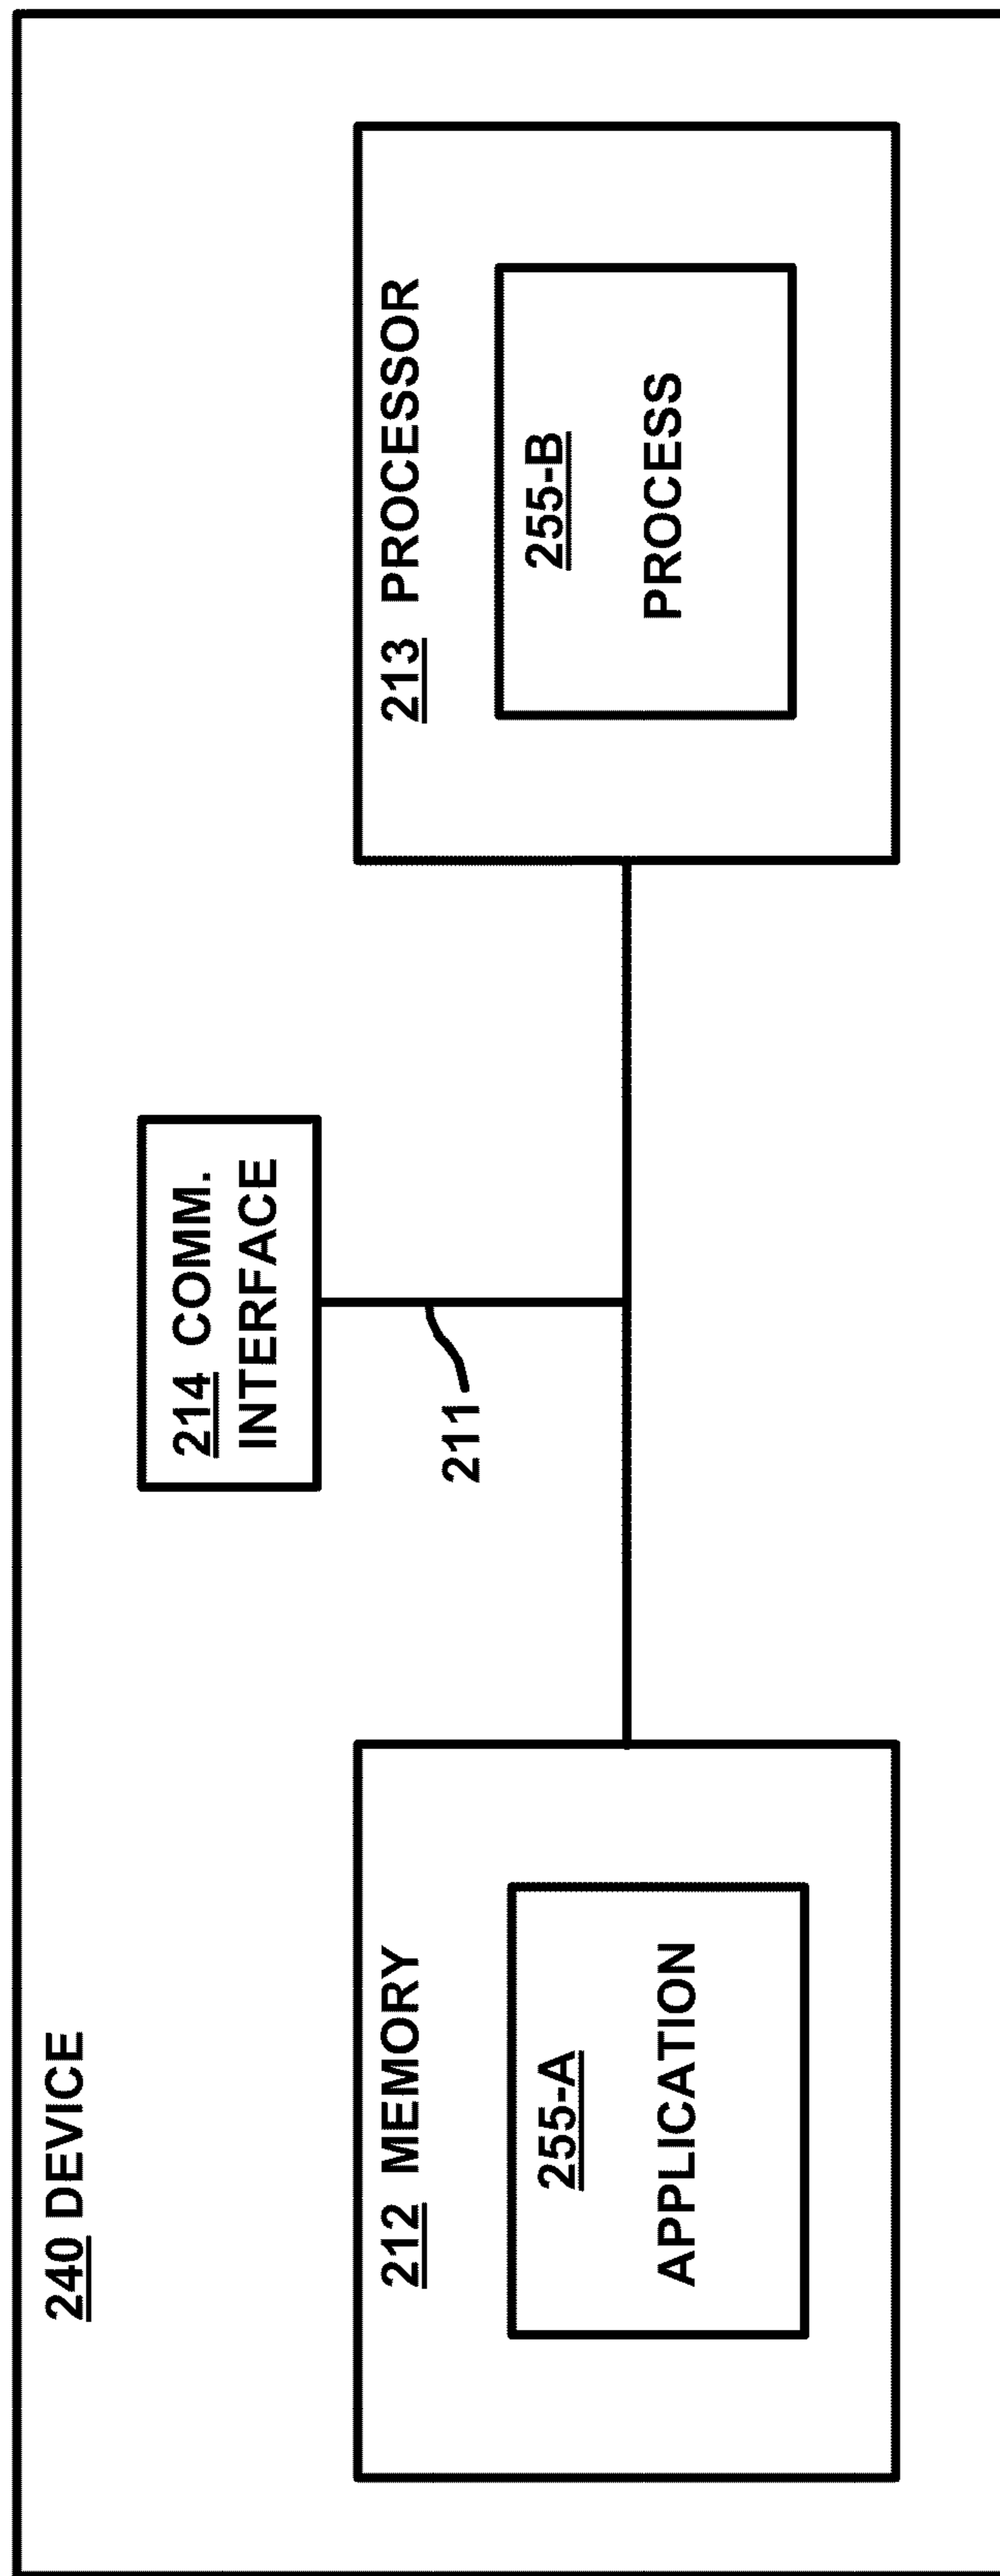 240 DEVICE
214 COMM.
INTERFACE
211
212 MEMORY
255-A
APPLICATION
213 PROCESSOR
255-B
PROCESS